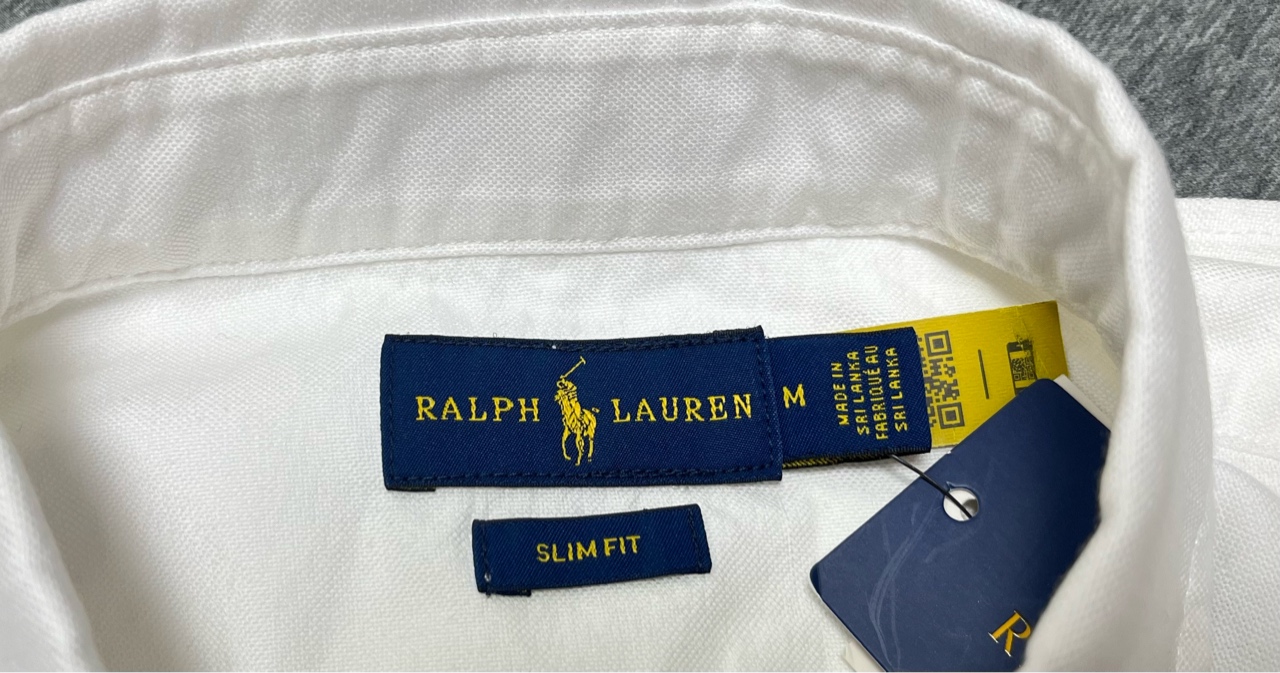 RALPH LAUREN
M
MADE IN
SRI LANKA
FABRIQUÉ AU
SRI LANKA
SLIM FIT
R